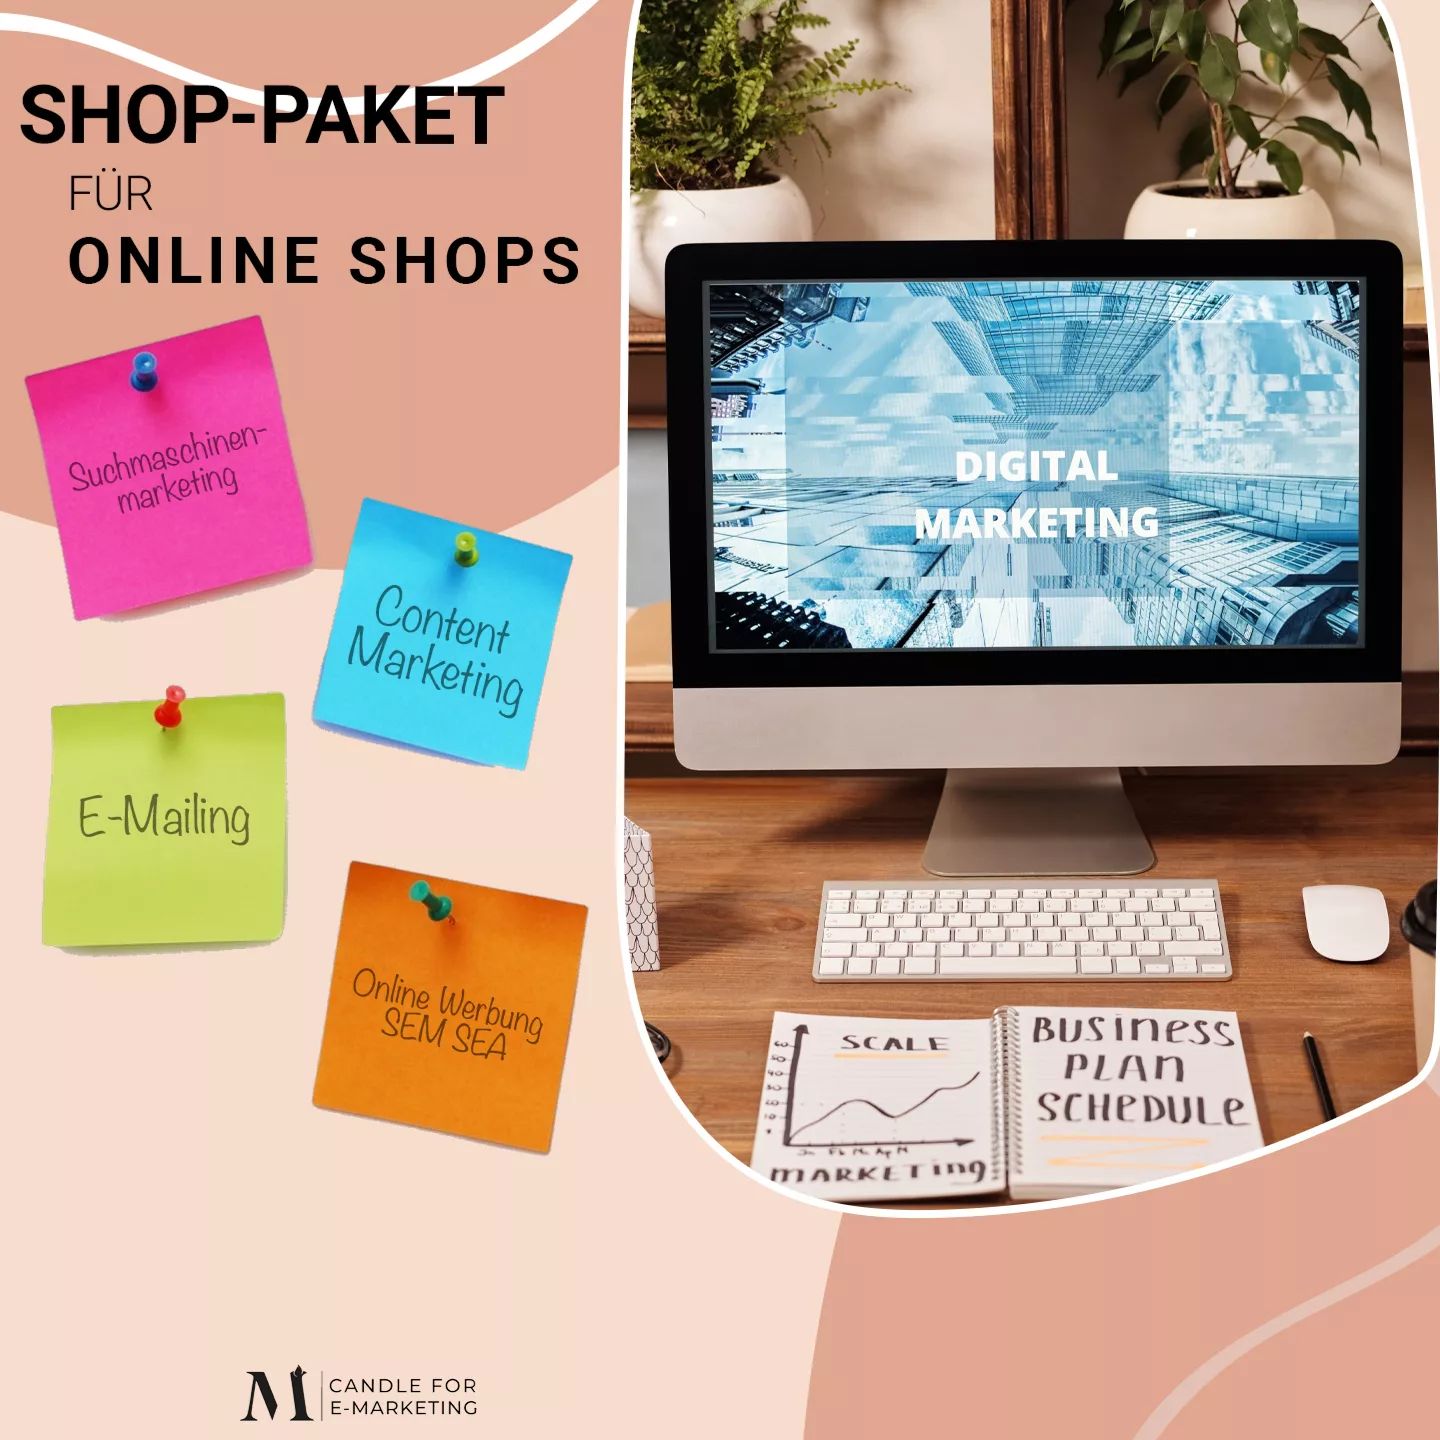 SHOP-PAKET
FÜR
ONLINE SHOPS
Suchmaschinen-
marketing
Content
Marketing
E-Mailing
Online Werbung
SEM SEA
DIGITAL
MARKETING
SCALE
MARKETing
BUSiNESS
PLAN
SCHEDULE
M
CANDLE FOR
E-MARKETING